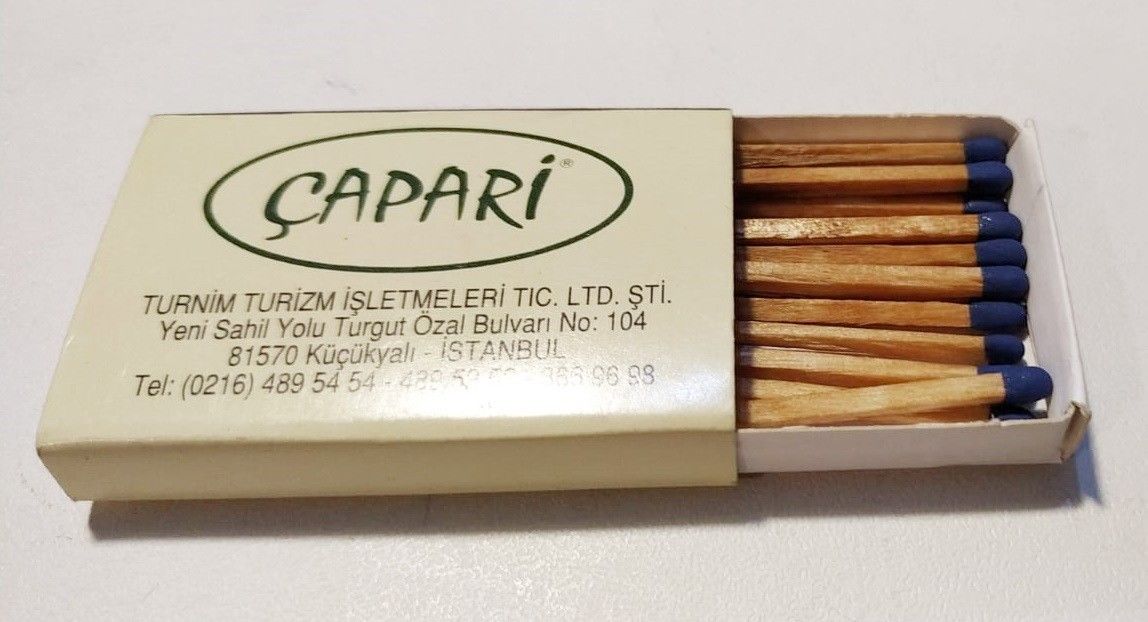 ÇAPARİ®
TURNİM TURİZM İŞLETMELERİ TIC. LTD. ŞTİ.
Yeni Sahil Yolu Turgut Özal Bulvarı No: 104
81570 Küçükyalı - İSTANBUL
Tel: (0216) 489 54 54 -